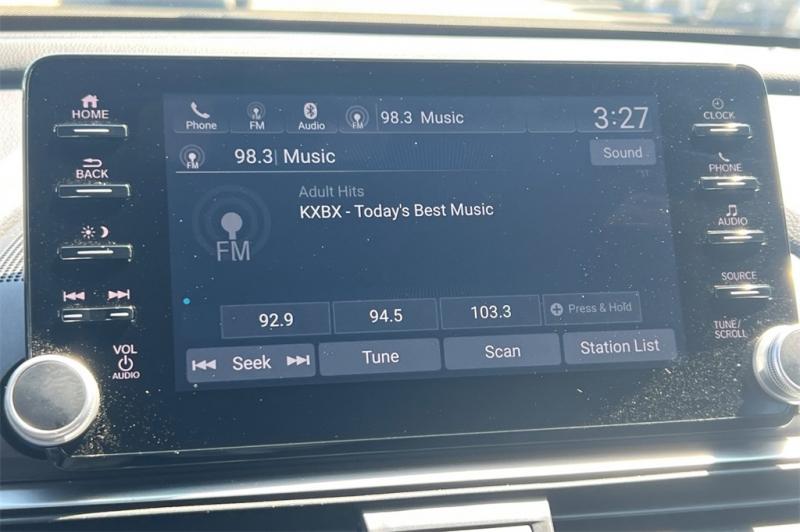 HOME
BACK
VOL
AUDIO
Phone
FM
Audio
FM
98.3 Music
3:27
FM
98.3 | Music
Sound
Adult Hits
KXBX - Today's Best Music
FM
92.9
94.5
103.3
Press & Hold
Seek
Tune
Scan
Station List
CLOCK
PHONE
AUDIO
SOURCE
TUNE/
SCROLL